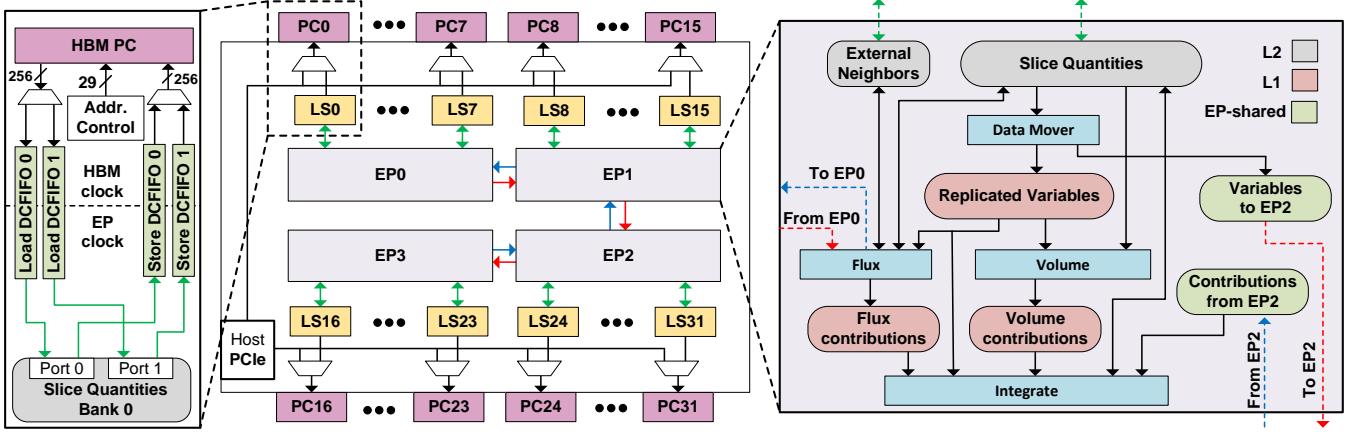 HBM PC
256
29
256
Addr.
Control
Load DCFIFO 0
Load DCFIFO 1
Store DCFIFO 0
Store DCFIFO 1
HBM
clock
EP
clock
Port 0
Port 1
Slice Quantities
Bank 0
PC0
PC7
PC8
PC15
LS0
LS7
LS8
LS15
EP0
EP1
EP3
EP2
LS16
LS23
LS24
LS31
Host
PCIe
PC16
PC23
PC24
PC31
External
Neighbors
Slice Quantities
L2
L1
EP-shared
Data Mover
To EP0
Replicated Variables
Variables
to EP2
From EP0
Flux
Volume
Contributions
from EP2
Flux
contributions
Volume
contributions
Integrate
From EP2
To EP2